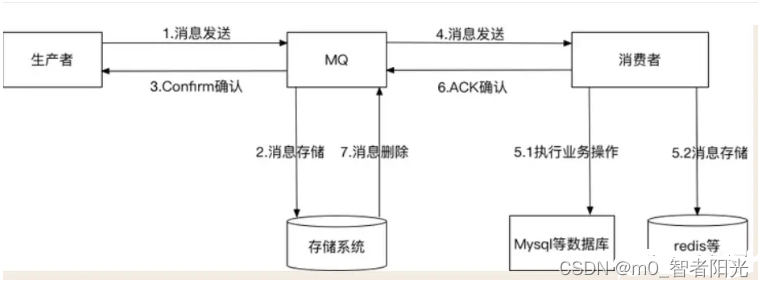 1.消息发送
4.消息发送
生产者
MQ
消费者
3.Confirm确认
6.ACK确认
2.消息存储
7.消息删除
5.1执行业务操作
5.2消息存储
存储系统
Mysql等数据库
redis等
CSDN @m0_智者阳光